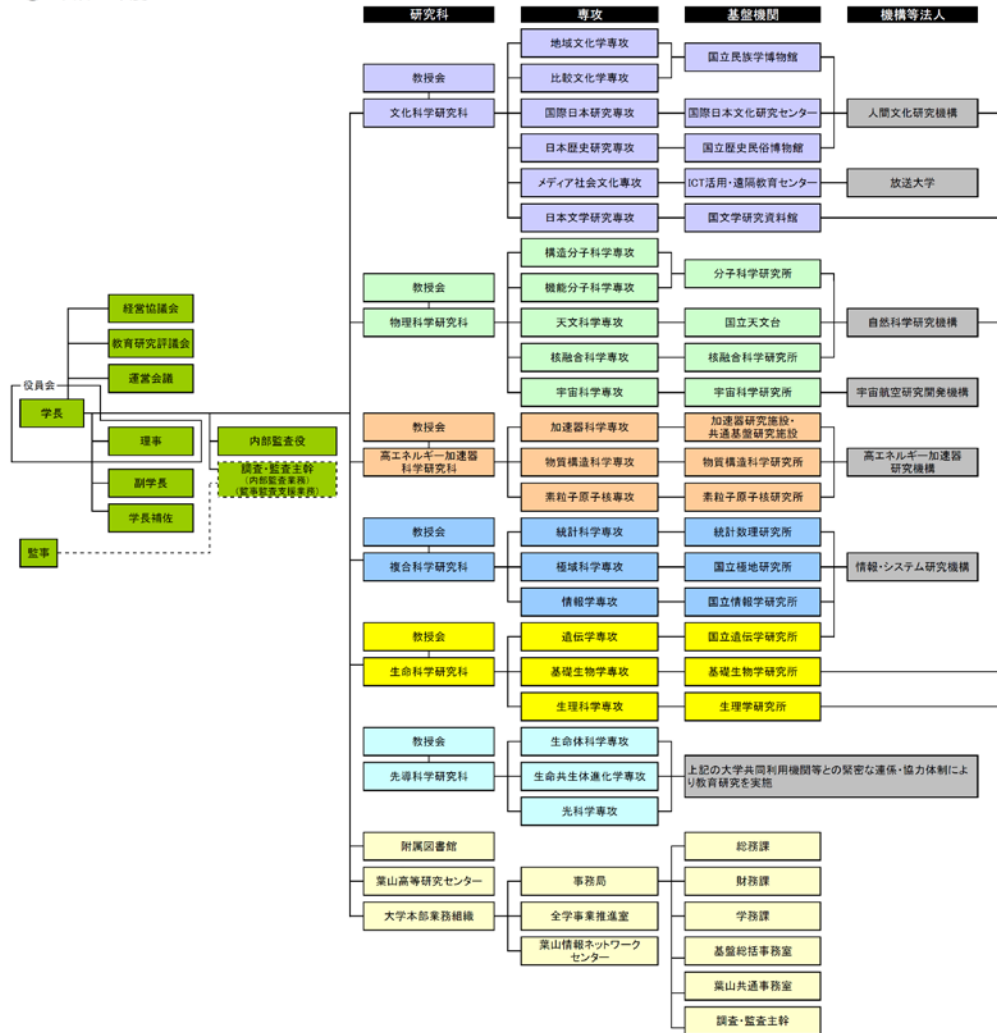 研究科
専攻
基盤機関
機構等法人
教授会
文化科学研究科
地域文化学専攻
比較文化学専攻
国際日本研究専攻
日本歴史研究専攻
メディア社会文化専攻
日本文学研究専攻
国立民族学博物館
国際日本文化研究センター
国立歴史民俗博物館
ICT活用・遠隔教育センター
国文学研究資料館
人間文化研究機構
放送大学
教授会
物理科学研究科
構造分子科学専攻
機能分子科学専攻
天文科学専攻
核融合科学専攻
宇宙科学専攻
分子科学研究所
国立天文台
核融合科学研究所
宇宙科学研究所
自然科学研究機構
宇宙航空研究開発機構
経営協議会
教育研究評議会
運営会議
役員会
学長
理事
副学長
学長補佐
監事
内部監査役
調査・監査主幹
(内部監査業務)
(監事監査支援業務)
教授会
高エネルギー加速器
科学研究科
加速器科学専攻
物質構造科学専攻
素粒子原子核専攻
加速器研究施設・
共通基盤研究施設
物質構造科学研究所
素粒子原子核研究所
高エネルギー加速器
研究機構
教授会
複合科学研究科
統計科学専攻
極域科学専攻
情報学専攻
統計数理研究所
国立極地研究所
国立情報学研究所
情報・システム研究機構
教授会
生命科学研究科
遺伝学専攻
基礎生物学専攻
生理科学専攻
国立遺伝学研究所
基礎生物学研究所
生理学研究所
教授会
先導科学研究科
生命体科学専攻
生命共生体進化学専攻
光科学専攻
上記の大学共同利用機関等との緊密な連係・協力体制によ
り教育研究を実施
附属図書館
葉山高等研究センター
大学本部業務組織
事務局
全学事業推進室
葉山情報ネットワーク
センター
総務課
財務課
学務課
基盤総括事務室
葉山共通事務室
調査・監査主幹